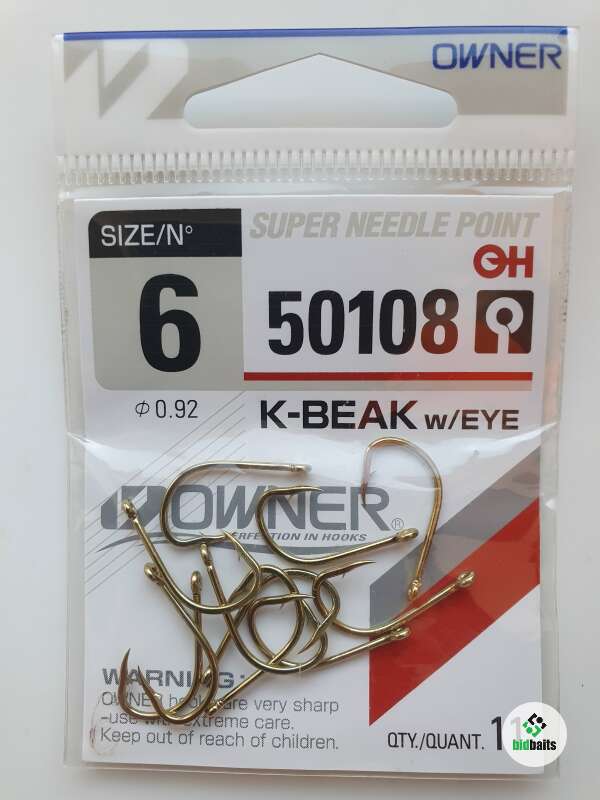 OWNER
SIZE/N°
6
SUPER NEEDLE POINT
OH
50108
φ 0.92
K-BEAK w/EYE
OWNER®
PERFECTION IN HOOKS
WARNING:
OWNER hooks are very sharp
-use with extreme care.
Keep out of reach of children.
QTY./QUANT. 11
bidbaits